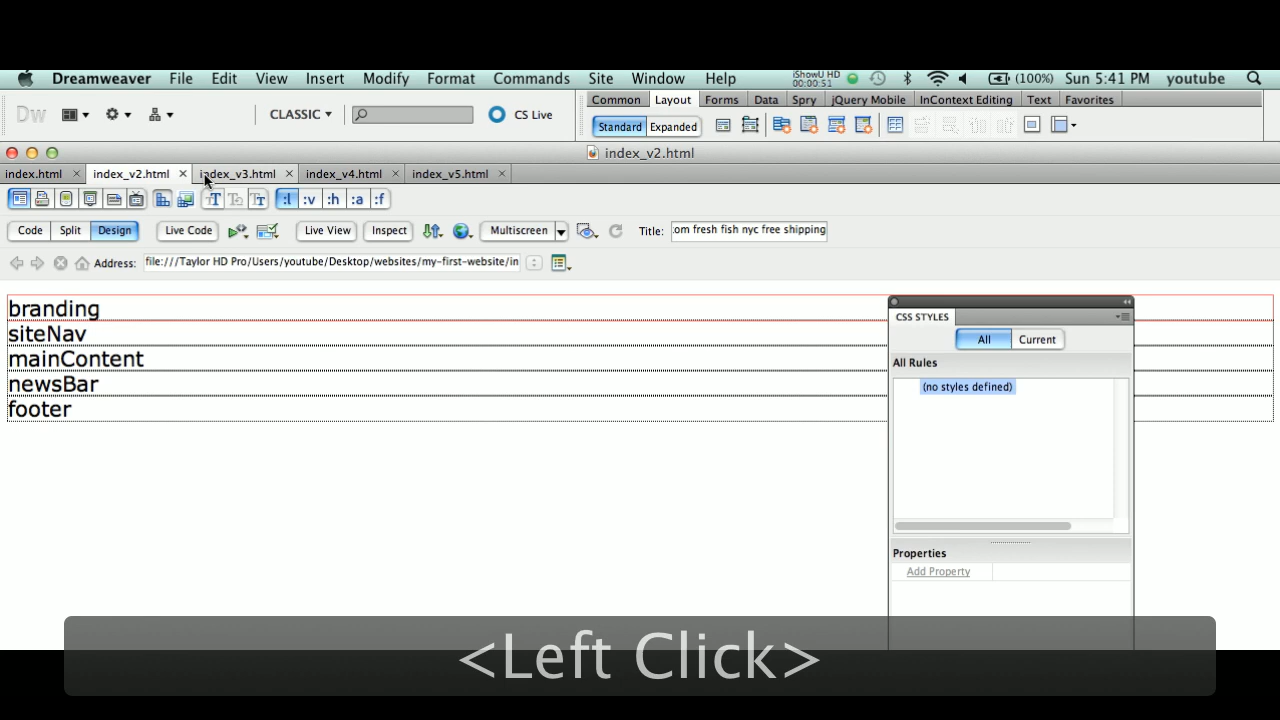 Dreamweaver File Edit View Insert Modify Format Commands Site Window Help iShowU HD 00:00:51 (100%) Sun 5:41 PM youtube
Dw CLASSIC CS Live
Common Layout Forms Data Spry jQuery Mobile InContext Editing Text Favorites
Standard Expanded
index_v2.html
index.html index_v2.html index_v3.html index_v4.html index_v5.html
:l :v :h :a :f
Code Split Design Live Code Live View Inspect Multiscreen Title: om fresh fish nyc free shipping
Address: file:///Taylor HD Pro/Users/youtube/Desktop/websites/my-first-website/in
branding
siteNav
mainContent
newsBar
footer
CSS STYLES
All Current
All Rules
(no styles defined)
Properties
Add Property
<Left Click>